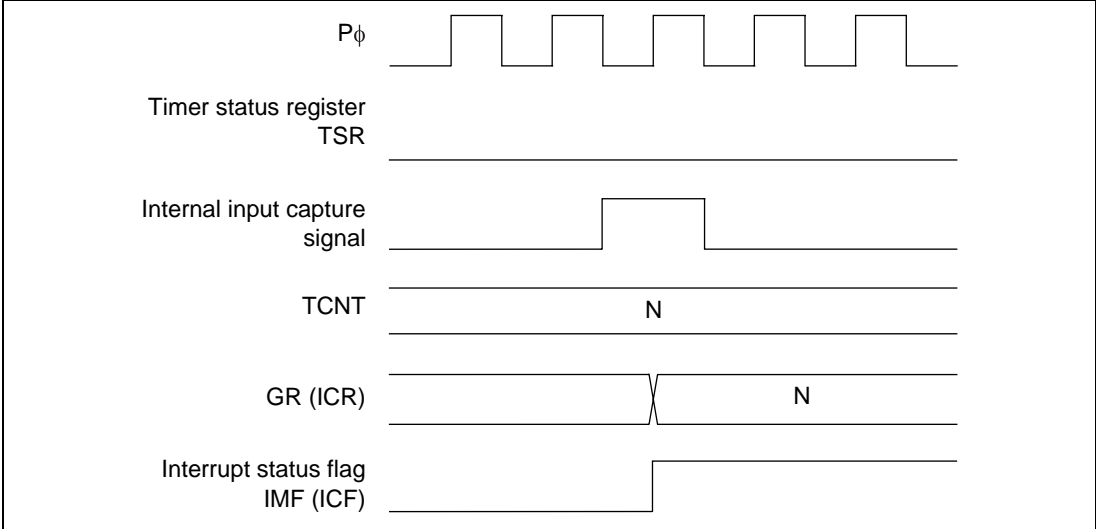 Pϕ
Timer status register
TSR
Internal input capture
signal
TCNT
N
GR (ICR)
N
Interrupt status flag
IMF (ICF)